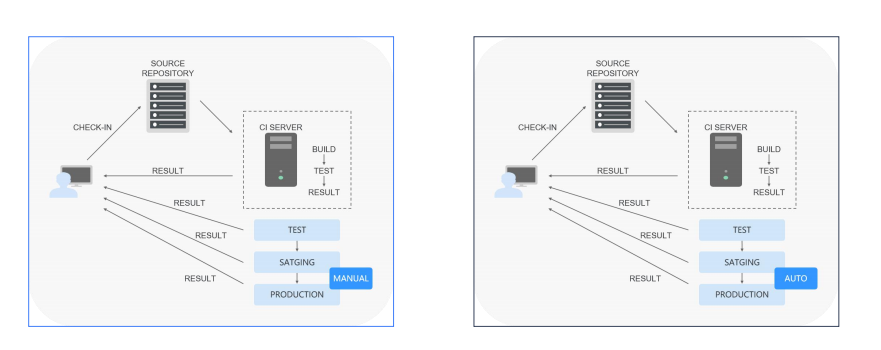 SOURCE
REPOSITORY
CHECK-IN
CI SERVER
BUILD
TEST
RESULT
RESULT
RESULT
RESULT
RESULT
TEST
SATGING
MANUAL
PRODUCTION
SOURCE
REPOSITORY
CHECK-IN
CI SERVER
BUILD
TEST
RESULT
RESULT
RESULT
RESULT
RESULT
TEST
SATGING
AUTO
PRODUCTION